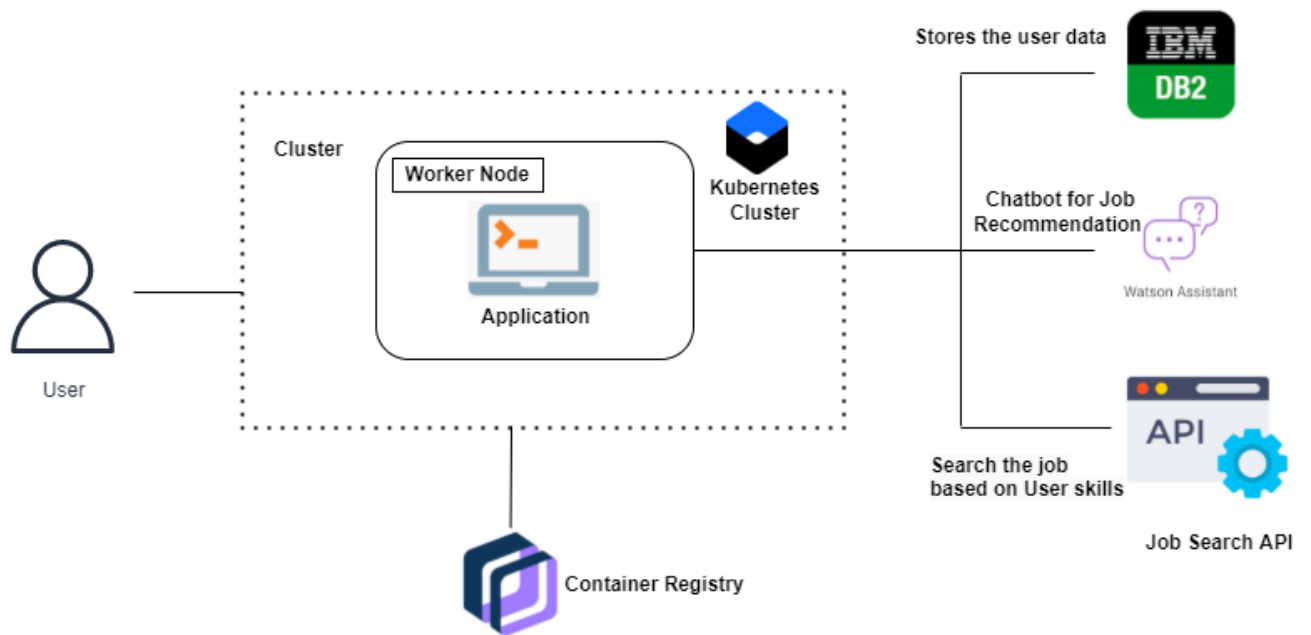 Stores the user data
IBM
DB2
Cluster
Worker Node
Kubernetes
Cluster
Application
Chatbot for Job
Recommendation
?
Watson Assistant
User
API
Search the job
based on User skills
Job Search API
Container Registry